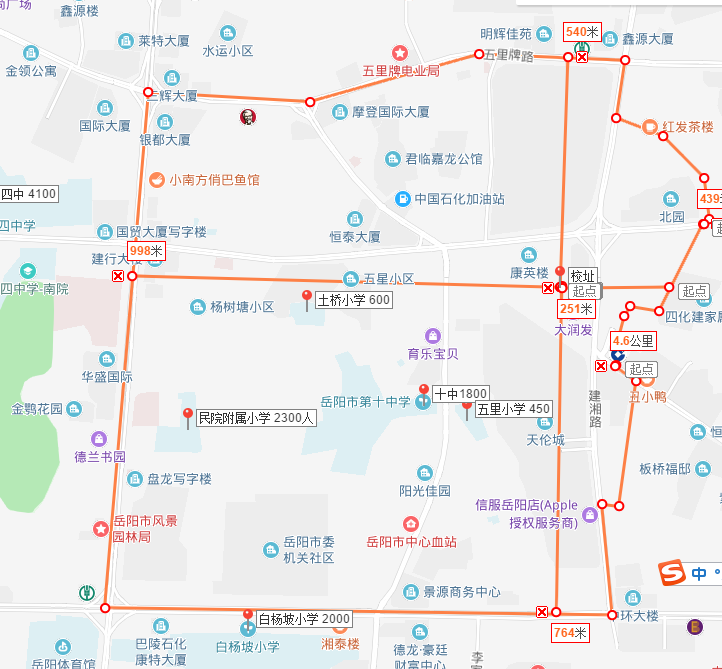 尚广场
鑫源楼
莱特大厦
水运小区
金领公寓
明辉佳苑
540米
鑫源大厦
五里牌路
五里牌电业局
国际大厦
银都大厦
摩登国际大厦
红发茶楼
君临嘉龙公馆
小南方俏巴鱼馆
四中 4100
中国石化加油站
北园
439
四中学
国贸大厦写字楼
恒泰大厦
998米
康英楼
四中学-南院
五星小区
校址
起点
起点
土桥小学 600
杨树塘小区
251米
大润发
四化建家属
育乐宝贝
4.6公里
华盛国际
起点
丑小鸭
十中1800
岳阳市第十中学
五里小学 450
金鹗花园
民院附属小学 2300人
建湘路
天伦城
德兰书园
板桥福邸
盘龙写字楼
阳光佳园
信服岳阳店(Apple
授权服务商)
岳阳市风景
园林局
岳阳市委
机关社区
岳阳市中心血站
中
景源商务中心
白杨坡小学 2000
环大楼
巴陵石化
康特大厦
白杨坡小学
湘泰楼
764米
德龙·豪廷
财富中心
岳阳体育馆